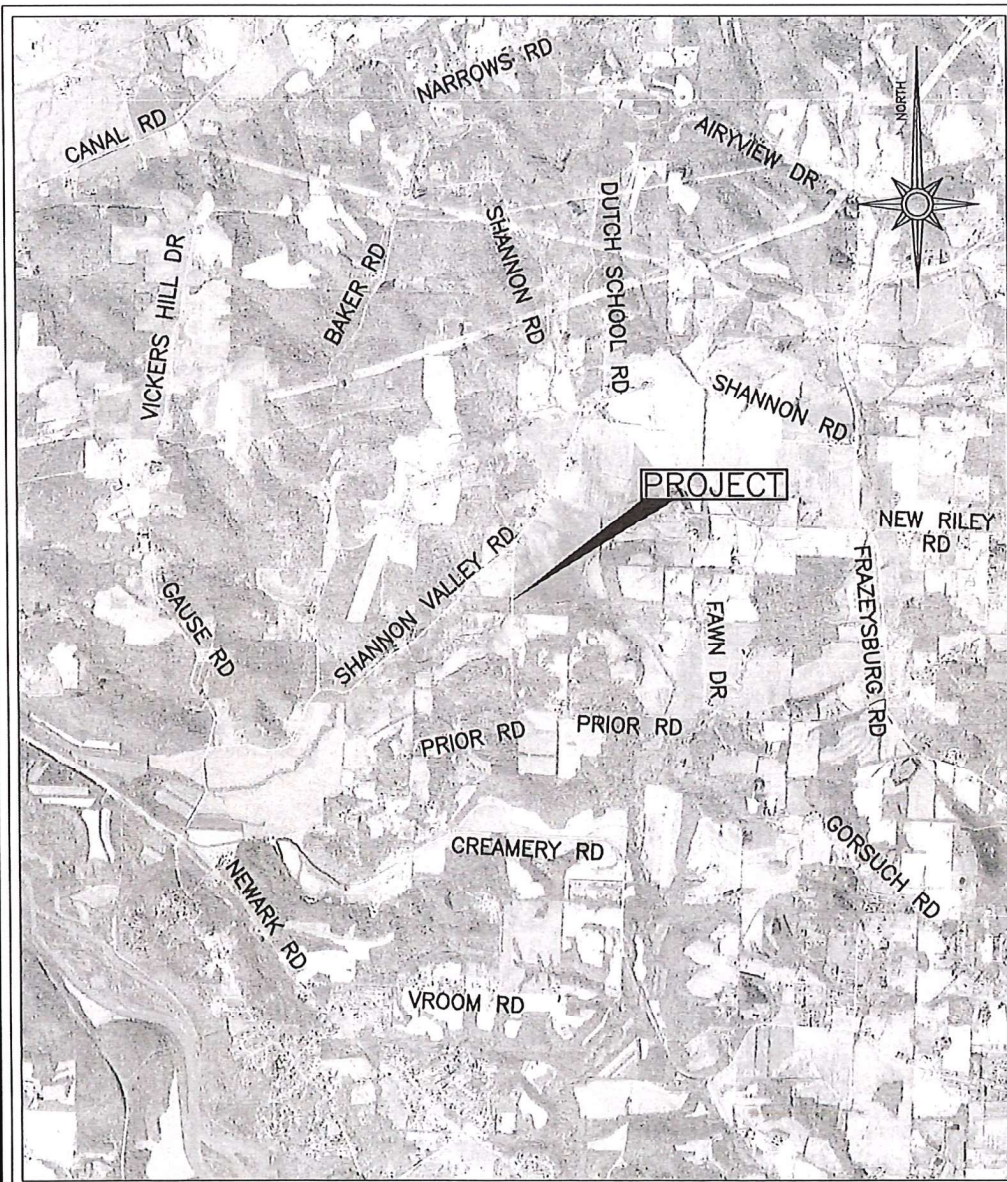 NARROWS RD
CANAL RD
NORTH
AIRYVIEW DR
VICKERS HILL DR
BAKER RD
SHANNON RD
DUTCH SCHOOL RD
SHANNON RD
PROJECT
NEW RILEY
RD
SHANNON VALLEY RD
GAUSE RD
FAWN DR
FRAZEYSBURG RD
PRIOR RD
PRIOR RD
CREAMERY RD
GORSUCH RD
NEWARK RD
VROOM RD